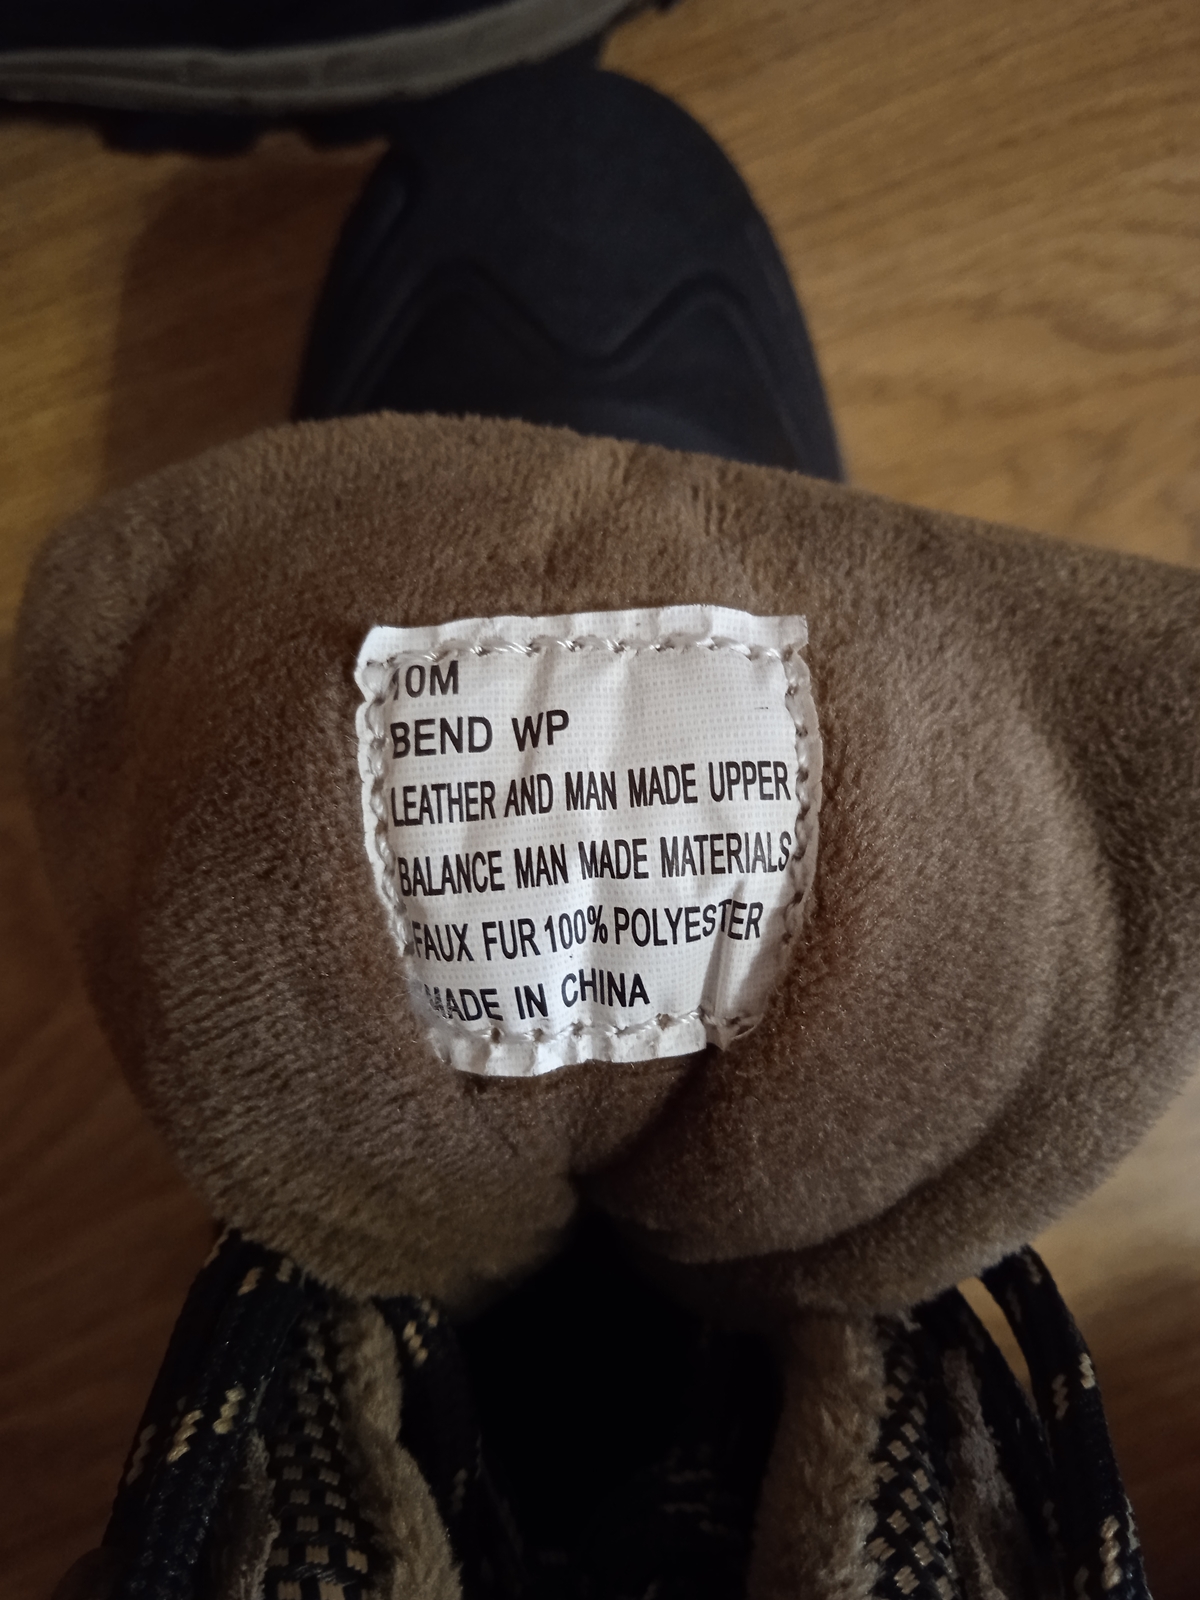 10M
BEND WP
LEATHER AND MAN MADE UPPER
BALANCE MAN MADE MATERIALS
FAUX FUR 100% POLYESTER
MADE IN CHINA